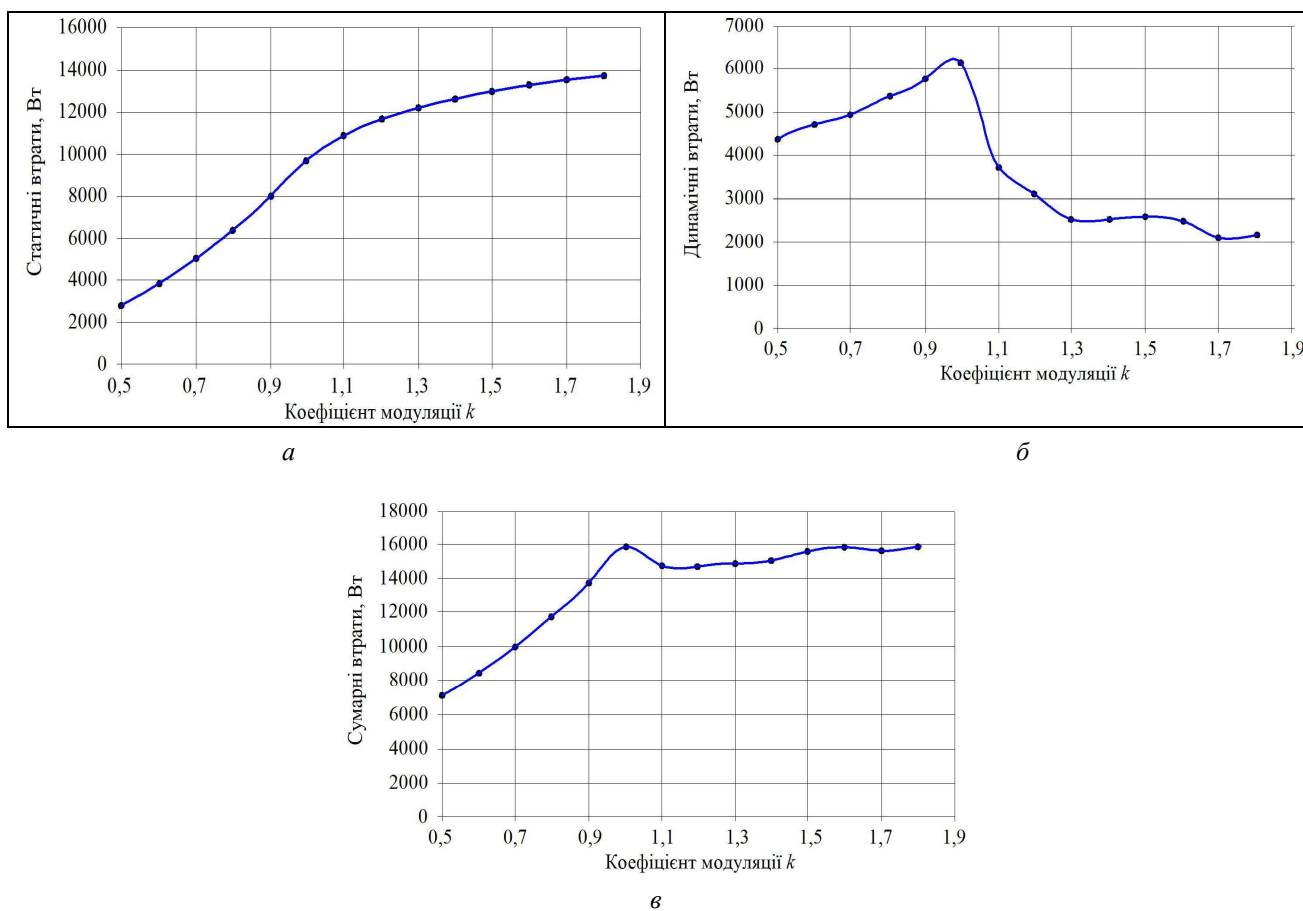 16000
14000
12000
10000
8000
6000
4000
2000
0
Статичні втрати, Вт
0,5 0,7 0,9 1,1 1,3 1,5 1,7 1,9
Коефіцієнт модуляції k
а
7000
6000
5000
4000
3000
2000
1000
0
Динамічні втрати, Вт
0,5 0,7 0,9 1,1 1,3 1,5 1,7 1,9
Коефіцієнт модуляції k
б
18000
16000
14000
12000
10000
8000
6000
4000
2000
0
Сумарні втрати, Вт
0,5 0,7 0,9 1,1 1,3 1,5 1,7 1,9
Коефіцієнт модуляції k
в